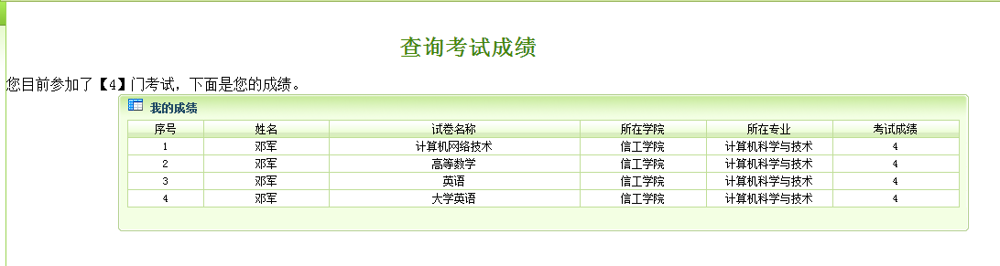 查询考试成绩
您目前参加了【4】门考试，下面是您的成绩。
我的成绩
序号 姓名 试卷名称 所在学院 所在专业 考试成绩
1 邓军 计算机网络技术 信工学院 计算机科学与技术 4
2 邓军 高等数学 信工学院 计算机科学与技术 4
3 邓军 英语 信工学院 计算机科学与技术 4
4 邓军 大学英语 信工学院 计算机科学与技术 4